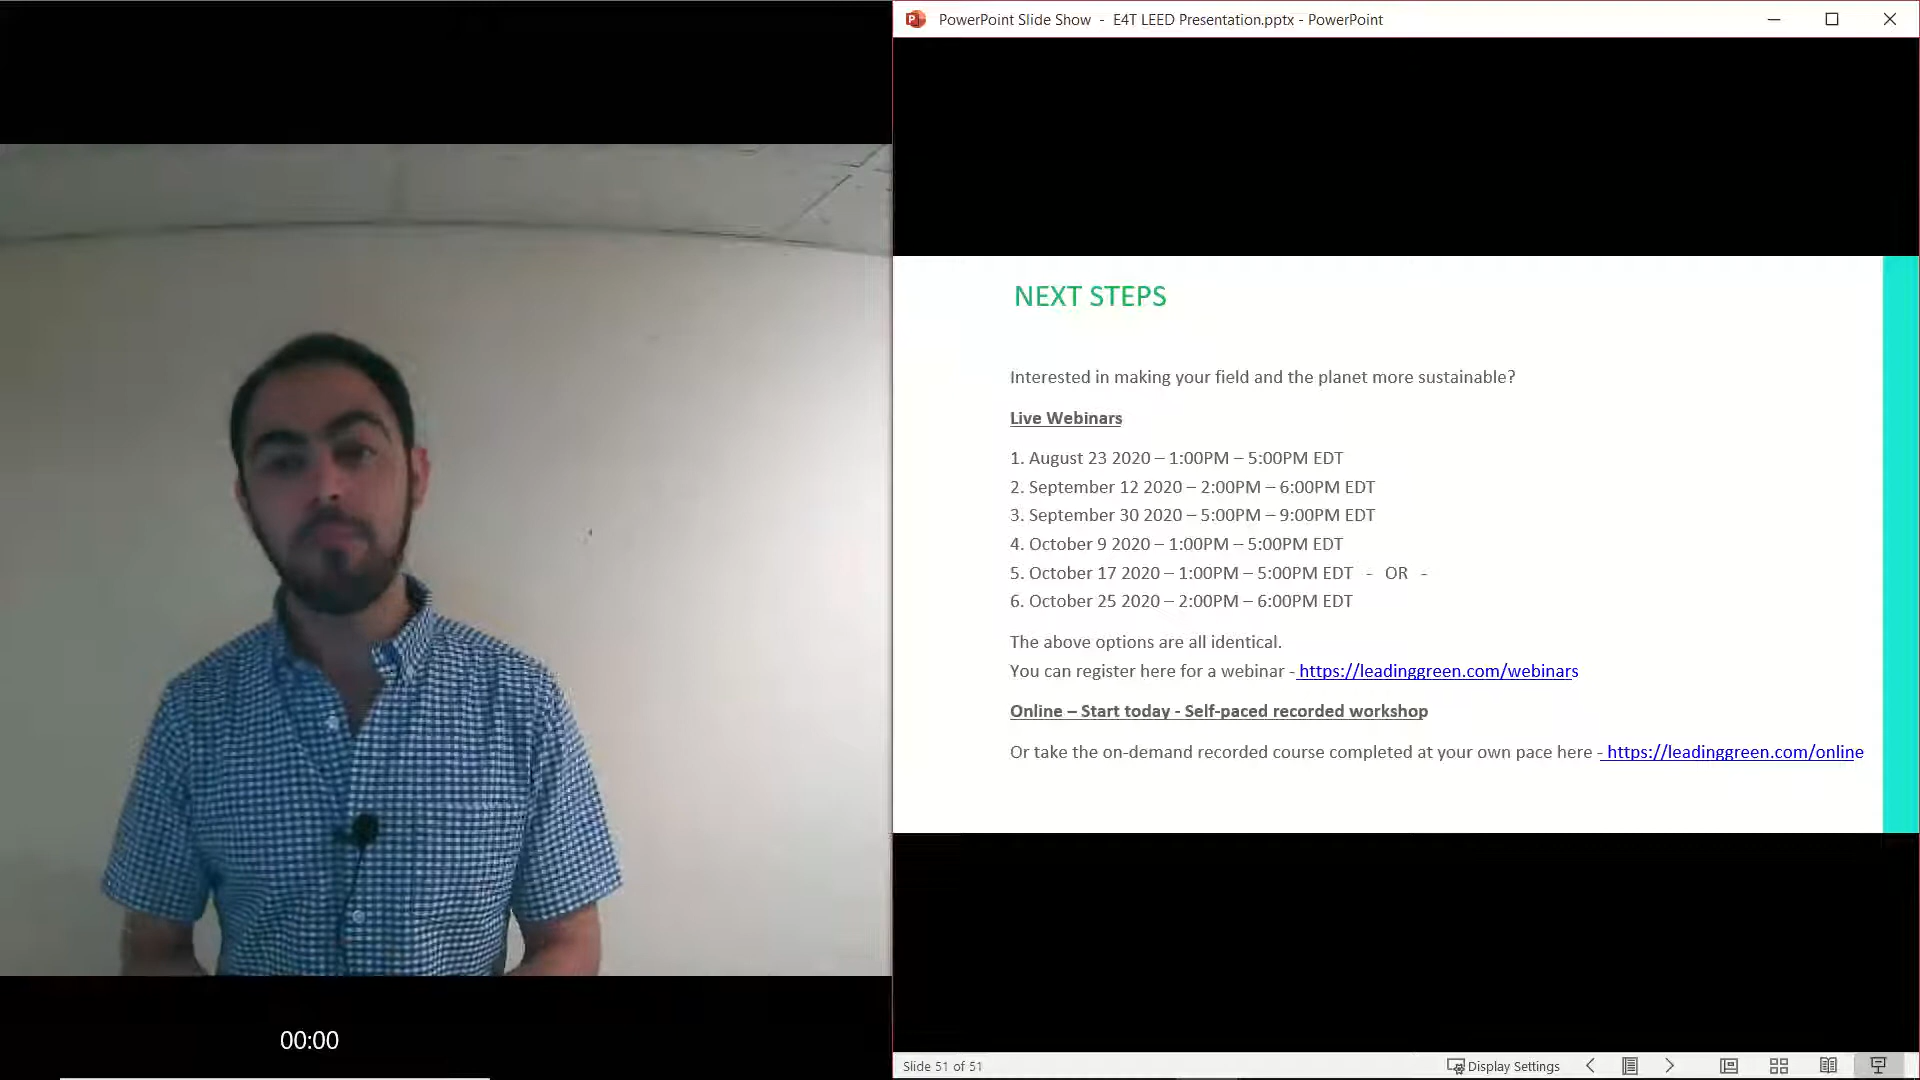 PowerPoint Slide Show - E4T LEED Presentation.pptx - PowerPoint
NEXT STEPS
Interested in making your field and the planet more sustainable?
Live Webinars
1. August 23 2020 – 1:00PM – 5:00PM EDT
2. September 12 2020 – 2:00PM – 6:00PM EDT
3. September 30 2020 – 5:00PM – 9:00PM EDT
4. October 9 2020 – 1:00PM – 5:00PM EDT
5. October 17 2020 – 1:00PM – 5:00PM EDT - OR -
6. October 25 2020 – 2:00PM – 6:00PM EDT
The above options are all identical.
You can register here for a webinar - https://leadinggreen.com/webinars
Online – Start today - Self-paced recorded workshop
Or take the on-demand recorded course completed at your own pace here - https://leadinggreen.com/online
00:00
Slide 51 of 51
Display Settings